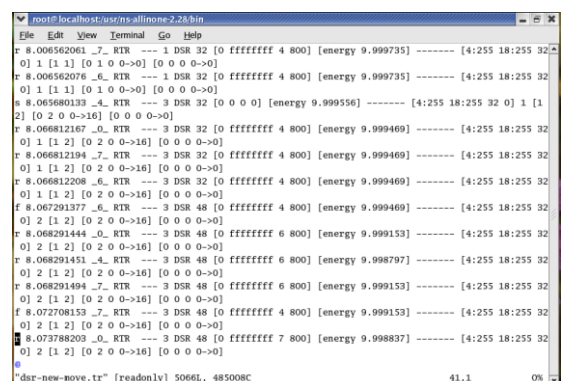 root@localhost:/usr/ns-allinone-2.28/bin
File Edit View Terminal Go Help
r 8.006562061 _7_ RTR --- 1 DSR 32 [0 ffffffff 4 800] [energy 9.999735] ------- [4:255 18:255 32
0] 1 [1 1] [0 1 0 0->0] [0 0 0 0->0]
r 8.006562076 _6_ RTR --- 1 DSR 32 [0 ffffffff 4 800] [energy 9.999735] ------- [4:255 18:255 32
0] 1 [1 1] [0 1 0 0->0] [0 0 0 0->0]
s 8.065680133 _4_ RTR --- 3 DSR 32 [0 0 0 0] [energy 9.999556] ------- [4:255 18:255 32 0] 1 [1
2] [0 2 0 0->16] [0 0 0 0->0]
r 8.066812167 _0_ RTR --- 3 DSR 32 [0 ffffffff 4 800] [energy 9.999469] ------- [4:255 18:255 32
0] 1 [1 2] [0 2 0 0->16] [0 0 0 0->0]
r 8.066812194 _7_ RTR --- 3 DSR 32 [0 ffffffff 4 800] [energy 9.999469] ------- [4:255 18:255 32
0] 1 [1 2] [0 2 0 0->16] [0 0 0 0->0]
r 8.066812208 _6_ RTR --- 3 DSR 32 [0 ffffffff 4 800] [energy 9.999469] ------- [4:255 18:255 32
0] 1 [1 2] [0 2 0 0->16] [0 0 0 0->0]
f 8.067291377 _6_ RTR --- 3 DSR 48 [0 ffffffff 4 800] [energy 9.999469] ------- [4:255 18:255 32
0] 2 [1 2] [0 2 0 0->16] [0 0 0 0->0]
r 8.068291444 _0_ RTR --- 3 DSR 48 [0 ffffffff 6 800] [energy 9.999153] ------- [4:255 18:255 32
0] 2 [1 2] [0 2 0 0->16] [0 0 0 0->0]
r 8.068291451 _4_ RTR --- 3 DSR 48 [0 ffffffff 6 800] [energy 9.998797] ------- [4:255 18:255 32
0] 2 [1 2] [0 2 0 0->16] [0 0 0 0->0]
r 8.068291494 _7_ RTR --- 3 DSR 48 [0 ffffffff 6 800] [energy 9.999153] ------- [4:255 18:255 32
0] 2 [1 2] [0 2 0 0->16] [0 0 0 0->0]
f 8.072708153 _7_ RTR --- 3 DSR 48 [0 ffffffff 4 800] [energy 9.999153] ------- [4:255 18:255 32
0] 2 [1 2] [0 2 0 0->16] [0 0 0 0->0]
r 8.073788203 _0_ RTR --- 3 DSR 48 [0 ffffffff 7 800] [energy 9.998837] ------- [4:255 18:255 32
0] 2 [1 2] [0 2 0 0->16] [0 0 0 0->0]
@
"dsr-new-move.tr" [readonly] 5066L, 485008C 41,1 0%